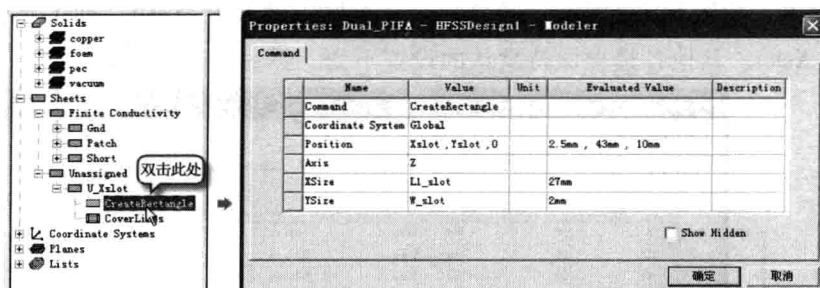 Solids
copper
foam
pec
vacuum
Sheets
Finite Conductivity
Gnd
Patch
Short
Unassigned
U_Xslot
CreateRectangle
CoverLines
Coordinate Systems
Planes
Lists
双击此处
Properties: Dual_PIFA - HFSSDesign1 - Modeler
Command
Name Value Unit Evaluated Value Description
Command CreateRectangle
Coordinate System Global
Position Xslot ,Yslot ,0 2.5mm , 43mm , 10mm
Axis Z
XSize L1_slot 27mm
YSize W_slot 2mm
Show Hidden
确定 取消